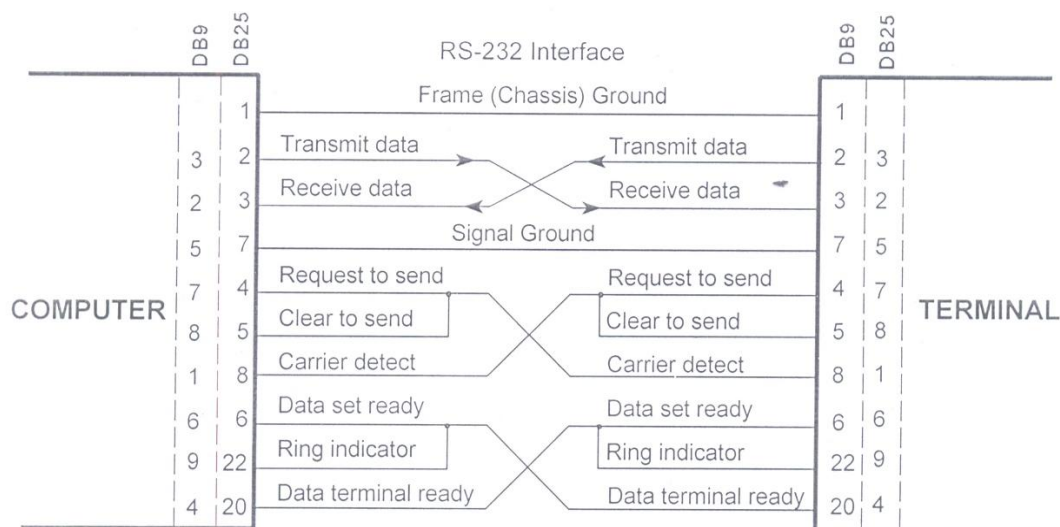 DB9 DB25 RS-232 Interface DB9 DB25
1 Frame (Chassis) Ground 1
3 2 Transmit data Transmit data 2 3
2 3 Receive data Receive data 3 2
5 7 Signal Ground 7 5
7 4 Request to send Request to send 4 7
COMPUTER TERMINAL
8 5 Clear to send Clear to send 5 8
1 8 Carrier detect Carrier detect 8 1
6 6 Data set ready Data set ready 6 6
9 22 Ring indicator Ring indicator 22 9
4 20 Data terminal ready Data terminal ready 20 4